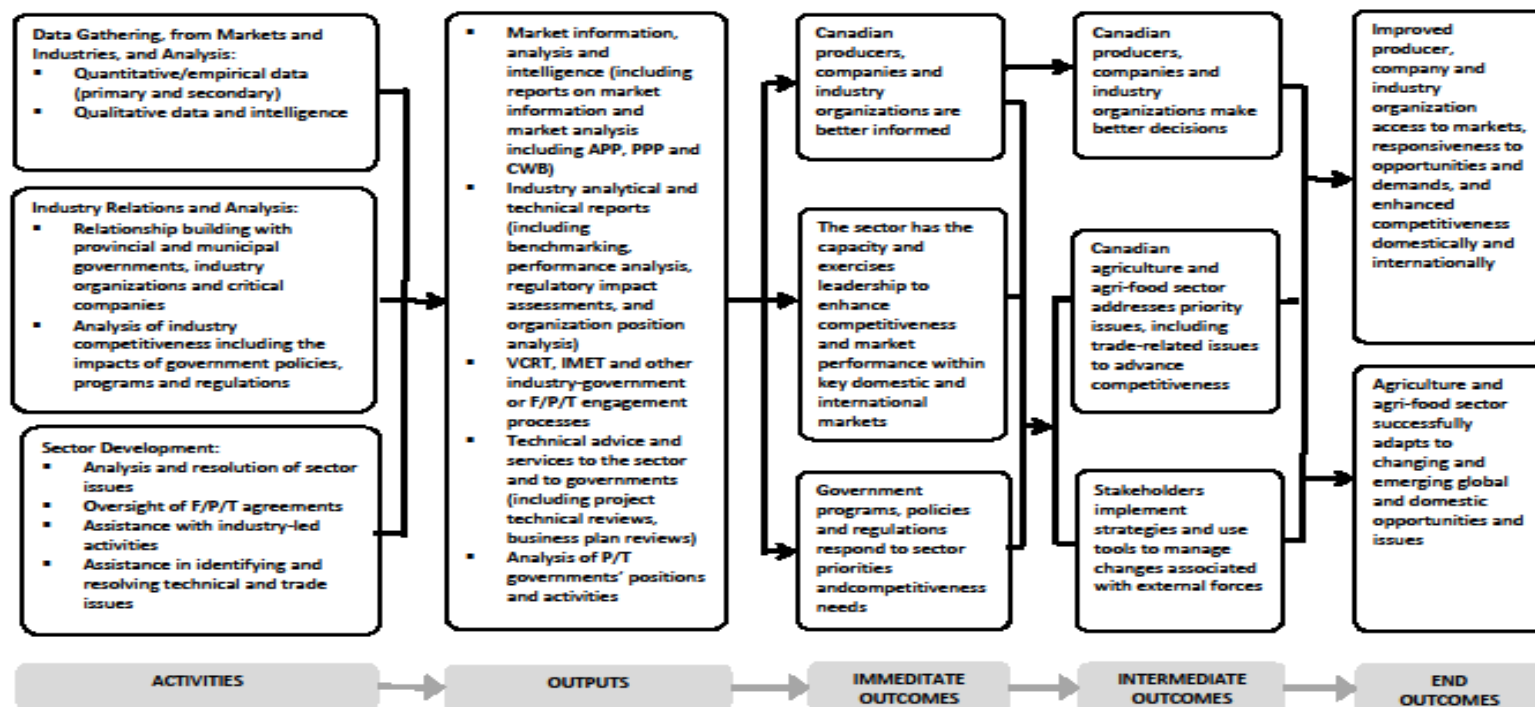 Data Gathering, from Markets and
Industries, and Analysis:
▪ Quantitative/empirical data
(primary and secondary)
▪ Qualitative data and intelligence
Industry Relations and Analysis:
▪ Relationship building with
provincial and municipal
governments, industry
organizations and critical
companies
▪ Analysis of industry
competitiveness including the
impacts of government policies,
programs and regulations
Sector Development:
▪ Analysis and resolution of sector
issues
▪ Oversight of F/P/T agreements
▪ Assistance with industry-led
activities
▪ Assistance in identifying and
resolving technical and trade
issues
▪ Market information,
analysis and
intelligence (including
reports on market
information and
market analysis
including APP, PPP and
CWB)
▪ Industry analytical and
technical reports
(including
benchmarking,
performance analysis,
regulatory impact
assessments, and
organization position
analysis)
▪ VCRT, IMET and other
industry-government
or F/P/T engagement
processes
▪ Technical advice and
services to the sector
and to governments
(including project
technical reviews,
business plan reviews)
▪ Analysis of P/T
governments' positions
and activities
Canadian
producers,
companies and
industry
organizations are
better informed
The sector has the
capacity and
exercises
leadership to
enhance
competitiveness
and market
performance within
key domestic and
international
markets
Government
programs, policies
and regulations
respond to sector
priorities
andcompetitiveness
needs
Canadian
producers,
companies and
industry
organizations make
better decisions
Canadian
agriculture and
agri-food sector
addresses priority
issues, including
trade-related issues
to advance
competitiveness
Stakeholders
implement
strategies and use
tools to manage
changes associated
with external forces
Improved
producer,
company and
industry
organization
access to markets,
responsiveness to
opportunities and
demands, and
enhanced
competitiveness
domestically and
internationally
Agriculture and
agri-food sector
successfully
adapts to
changing and
emerging global
and domestic
opportunities and
issues
ACTIVITIES
OUTPUTS
IMMEDITATE
OUTCOMES
INTERMEDIATE
OUTCOMES
END
OUTCOMES